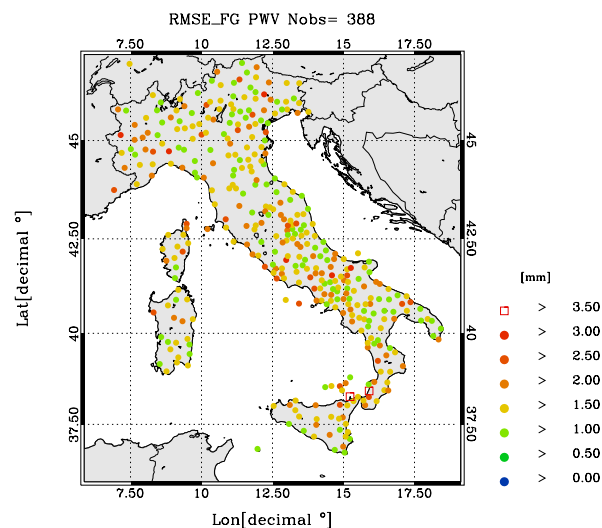 RMSE_FG PWV Nobs= 388
7.50 10 12.50 15 17.50
45 45
42.50 42.50
40 40
37.50 37.50
Lat[decimal °]
7.50 10 12.50 15 17.50
Lon[decimal °]
[mm]
> 3.50
> 3.00
> 2.50
> 2.00
> 1.50
> 1.00
> 0.50
> 0.00